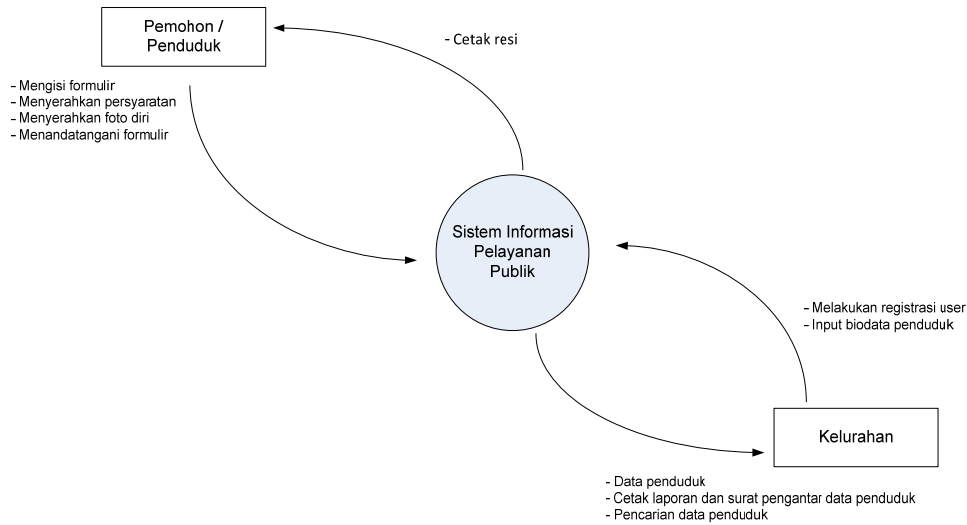 Pemohon /
Penduduk
- Cetak resi
- Mengisi formulir
- Menyerahkan persyaratan
- Menyerahkan foto diri
- Menandatangani formulir
Sistem Informasi
Pelayanan
Publik
- Melakukan registrasi user
- Input biodata penduduk
Kelurahan
- Data penduduk
- Cetak laporan dan surat pengantar data penduduk
- Pencarian data penduduk